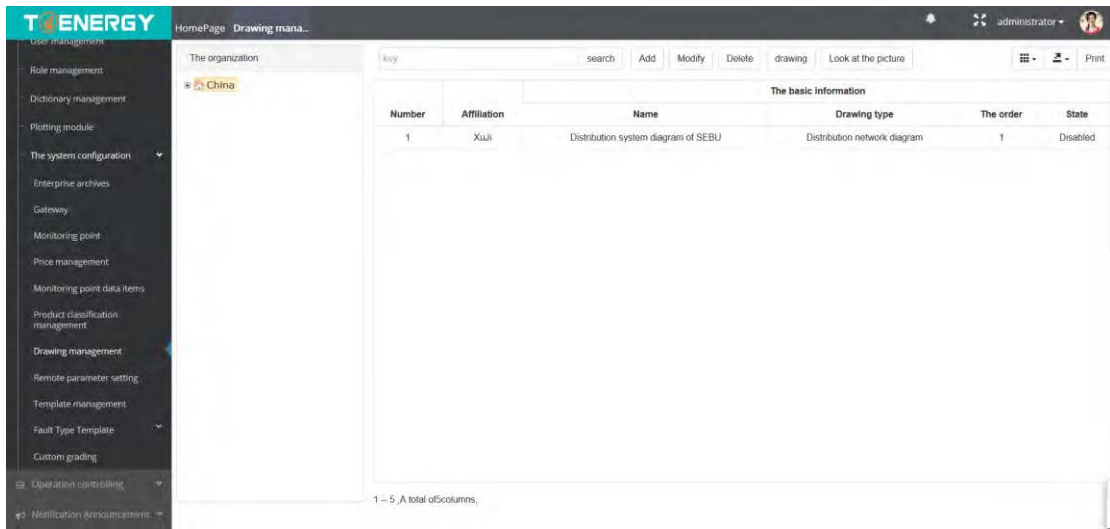 TENERGY
HomePage Drawing mana..
administrator
User management
Role management
Dictionary management
Plotting module
The system configuration
Enterprise archives
Gateway
Monitoring point
Price management
Monitoring point data items
Product classification
management
Drawing management
Remote parameter setting
Template management
Fault Type Template
Custom grading
Operation controlling
Notification Announcement
The organization
China
key
search Add Modify Delete drawing Look at the picture Print
The basic information
Number Affiliation Name Drawing type The order State
1 XuJi Distribution system diagram of SEBU Distribution network diagram 1 Disabled
1 – 5 ,A total of5columns,